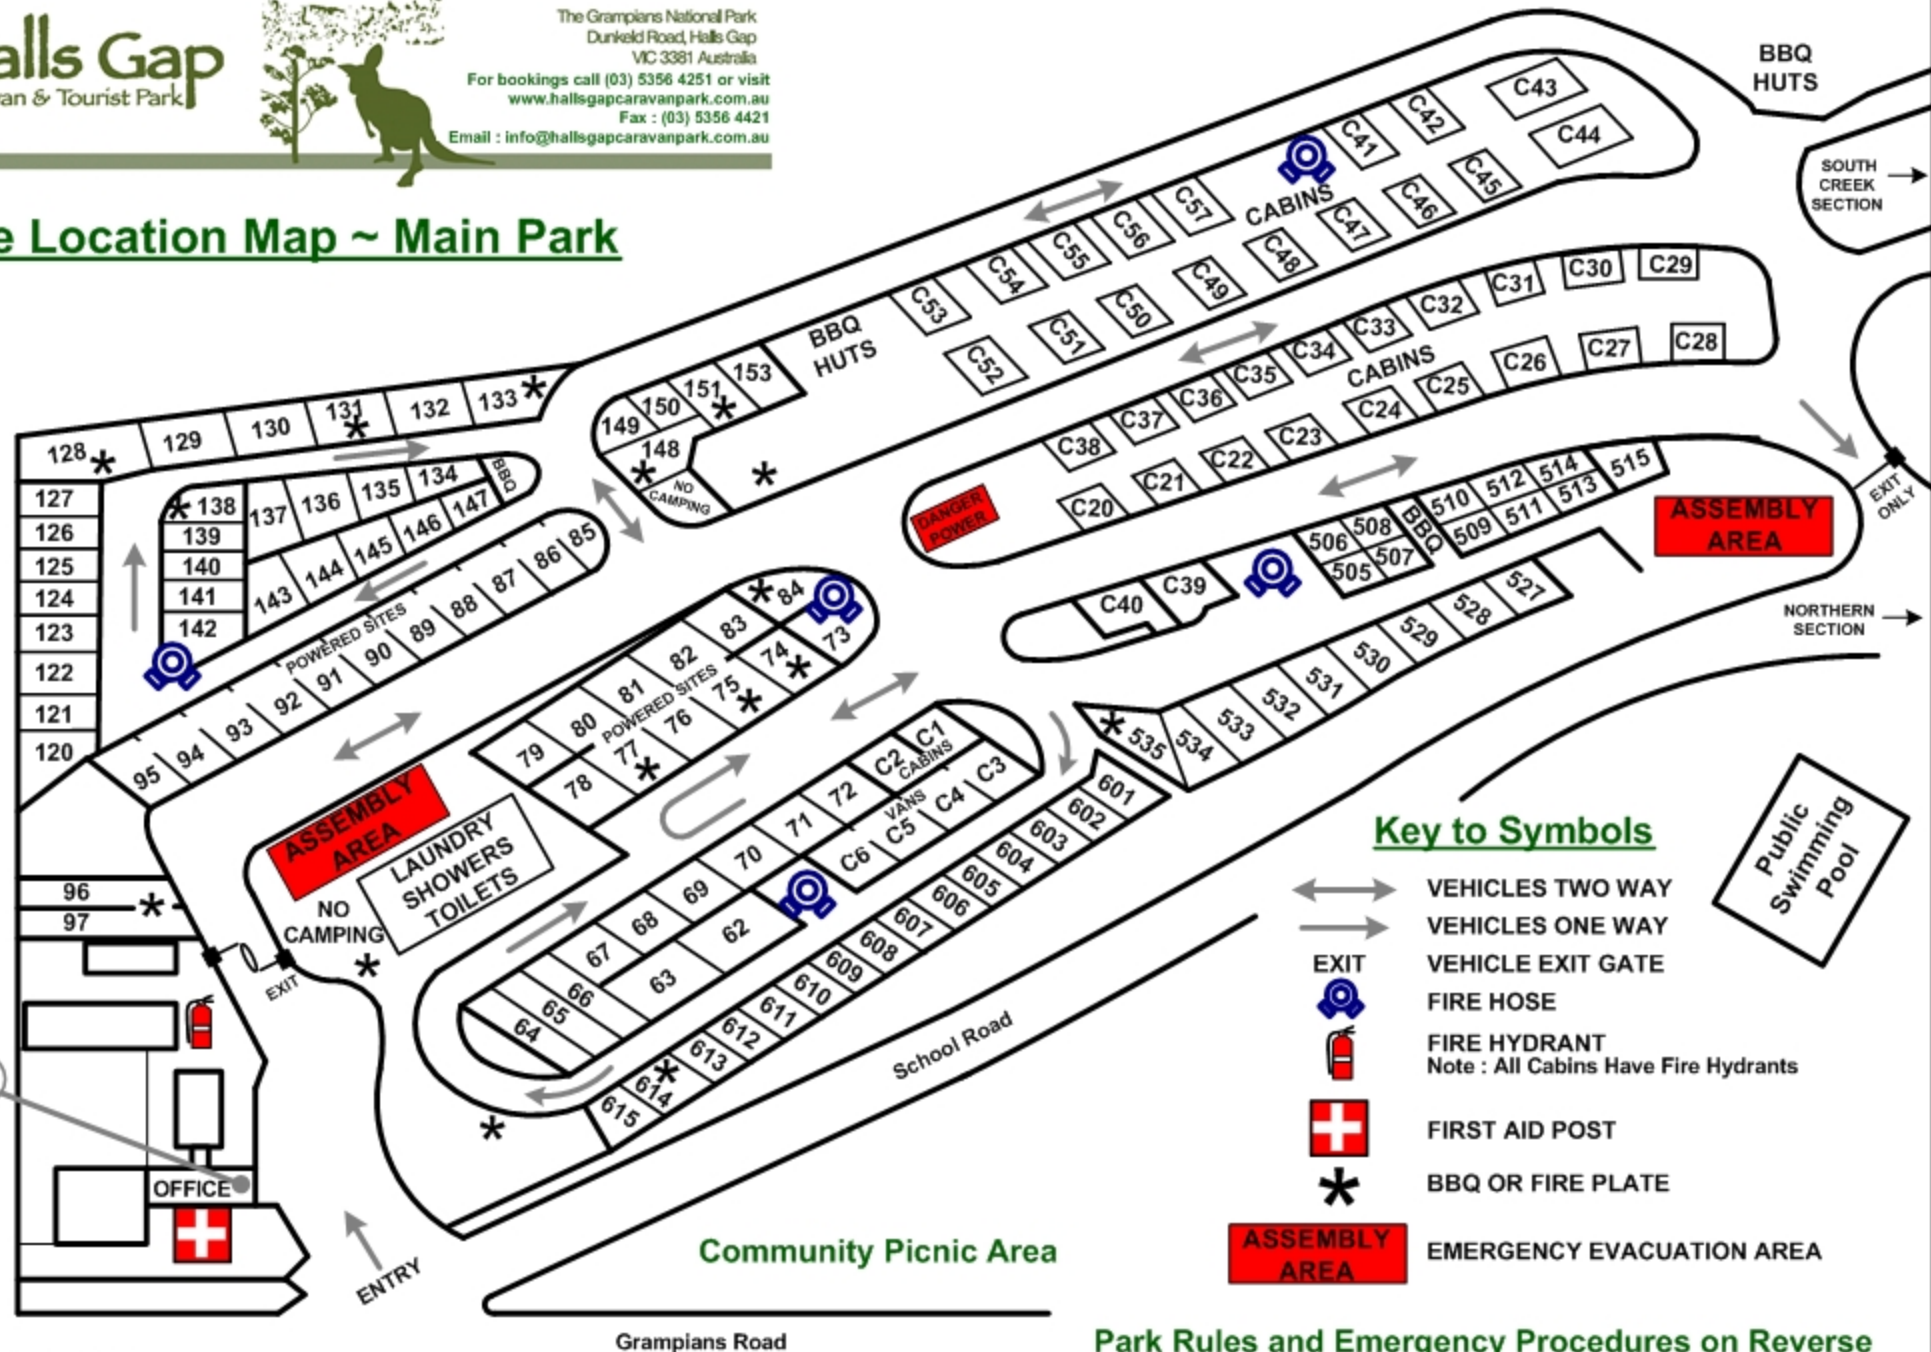 alls Gap
van & Tourist Park
The Grampians National Park
Dunkeld Road, Halls Gap
VIC 3381 Australia
For bookings call (03) 5356 4251 or visit
www.hallsgapcaravanpark.com.au
Fax : (03) 5356 4421
Email : info@hallsgapcaravanpark.com.au
e Location Map ~ Main Park
BBQ
HUTS
C43
C44
C42
C41
C45
C46
C47
C48
C49
C50
C51
C52
CABINS
C57
C56
C55
C54
C53
BBQ
HUTS
SOUTH
CREEK
SECTION
153
151
150
149
148
NO
CAMPING
C29
C30
C31
C32
C33
C34
C35
C36
C37
C38
CABINS
C28
C27
C26
C25
C24
C23
C22
C21
C20
DANGER
POWER
128
129
130
131
132
133
127
126
125
124
123
122
121
120
138
139
140
141
142
137
136
135
134
BBQ
147
146
145
144
143
POWERED SITES
85
86
87
88
89
90
91
92
93
94
95
84
83
82
81
80
79
POWERED SITES
73
74
75
76
77
78
515
514
513
512
511
510
509
BBQ
508
507
506
505
C39
C40
ASSEMBLY
AREA
EXIT
ONLY
NORTHERN
SECTION
527
528
529
530
531
532
533
534
535
C1
C2
CABINS
C3
C4
VANS
C5
C6
72
71
70
69
68
67
66
65
64
63
62
601
602
603
604
605
606
607
608
609
610
611
612
613
614
615
ASSEMBLY
AREA
LAUNDRY
SHOWERS
TOILETS
NO
CAMPING
EXIT
96
97
OFFICE
ENTRY
School Road
Public
Swimming
Pool
Key to Symbols
VEHICLES TWO WAY
VEHICLES ONE WAY
EXIT VEHICLE EXIT GATE
FIRE HOSE
FIRE HYDRANT
Note : All Cabins Have Fire Hydrants
FIRST AID POST
BBQ OR FIRE PLATE
ASSEMBLY
AREA
EMERGENCY EVACUATION AREA
Community Picnic Area
Grampians Road
Park Rules and Emergency Procedures on Reverse